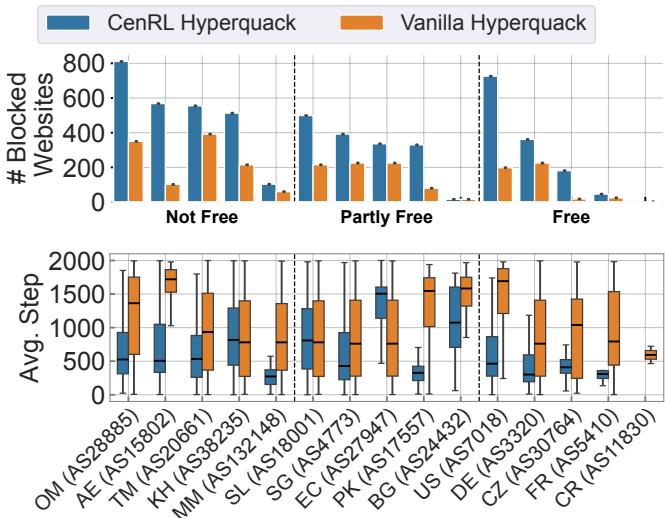 CenRL Hyperquack
Vanilla Hyperquack
# Blocked
Websites
800
600
400
200
0
Not Free
Partly Free
Free
Avg. Step
2000
1500
1000
500
0
OM (AS28885)
AE (AS15802)
TM (AS20661)
KH (AS38235)
MM (AS132148)
SL (AS18001)
SG (AS4773)
EC (AS27947)
PK (AS17557)
BG (AS24432)
US (AS7018)
DE (AS3320)
CZ (AS30764)
FR (AS5410)
CR (AS11830)